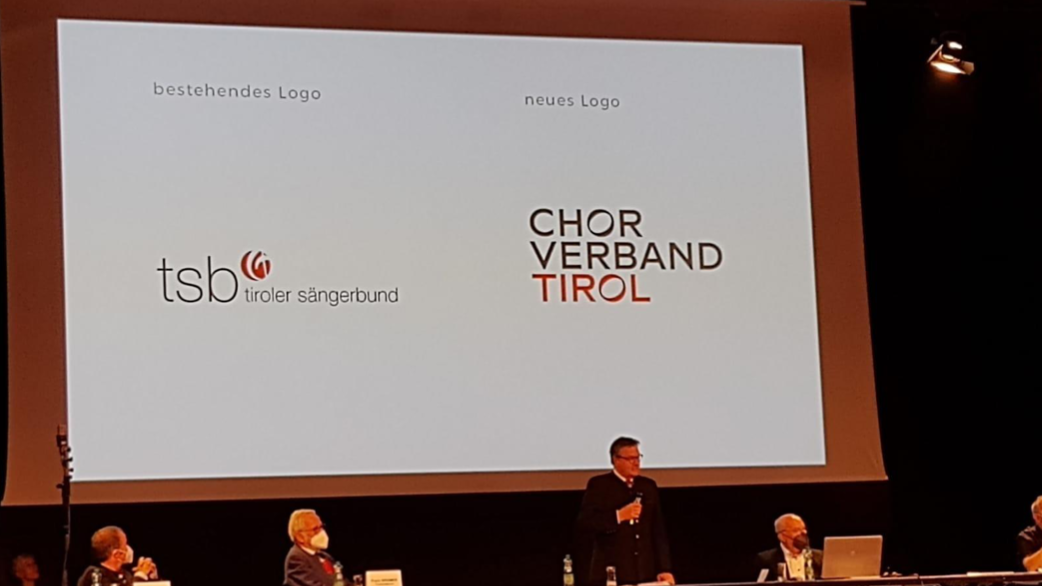 bestehendes Logo
neues Logo
tsb
tiroler sängerbund
CHOR
VERBAND
TIROL